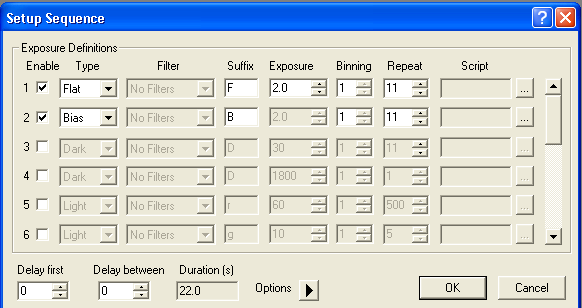 Setup Sequence
Exposure Definitions
Enable Type Filter Suffix Exposure Binning Repeat Script
1 Flat No Filters F 2.0 1 11 ...
2 Bias No Filters B 2.0 1 11 ...
3 Dark No Filters D 30 1 11 ...
4 Dark No Filters D 1800 1 1 ...
5 Light No Filters r 60 1 500 ...
6 Light No Filters g 10 1 5 ...
Delay first Delay between Duration (s)
0 0 22.0 Options OK Cancel